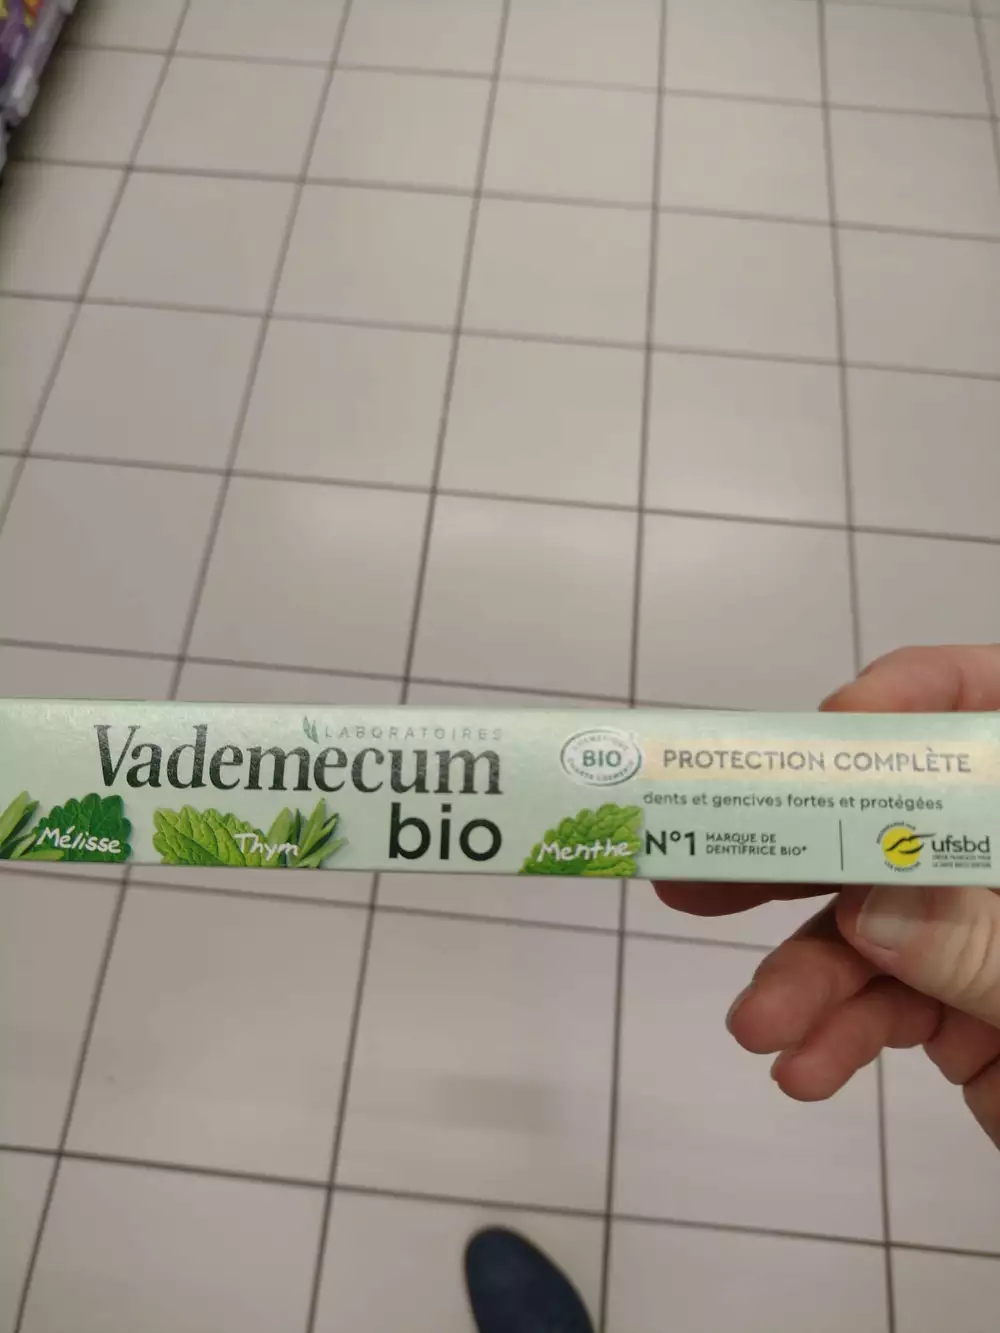 LABORATOIRES
Vademecum
bio
Mélisse
Thym
Menthe
BIO
PROTECTION COMPLÈTE
dents et gencives fortes et protégées
N°1 MARQUE DE
DENTIFRICE BIO*
ufsbd